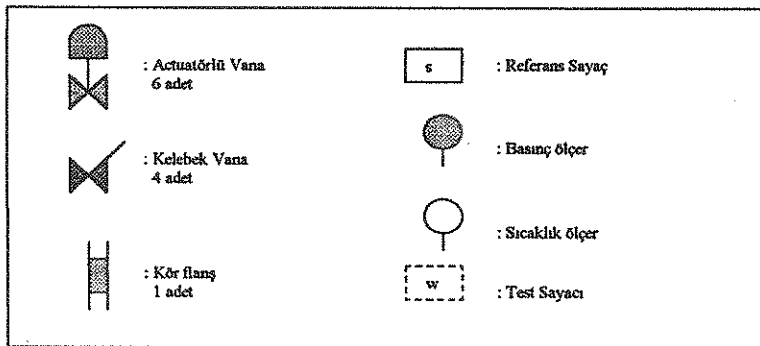 : Actuatörlü Vana
6 adet
: Kelebek Vana
4 adet
: Kör flanş
1 adet
s
: Referans Sayaç
: Basınç ölçer
: Sıcaklık ölçer
w
: Test Sayacı